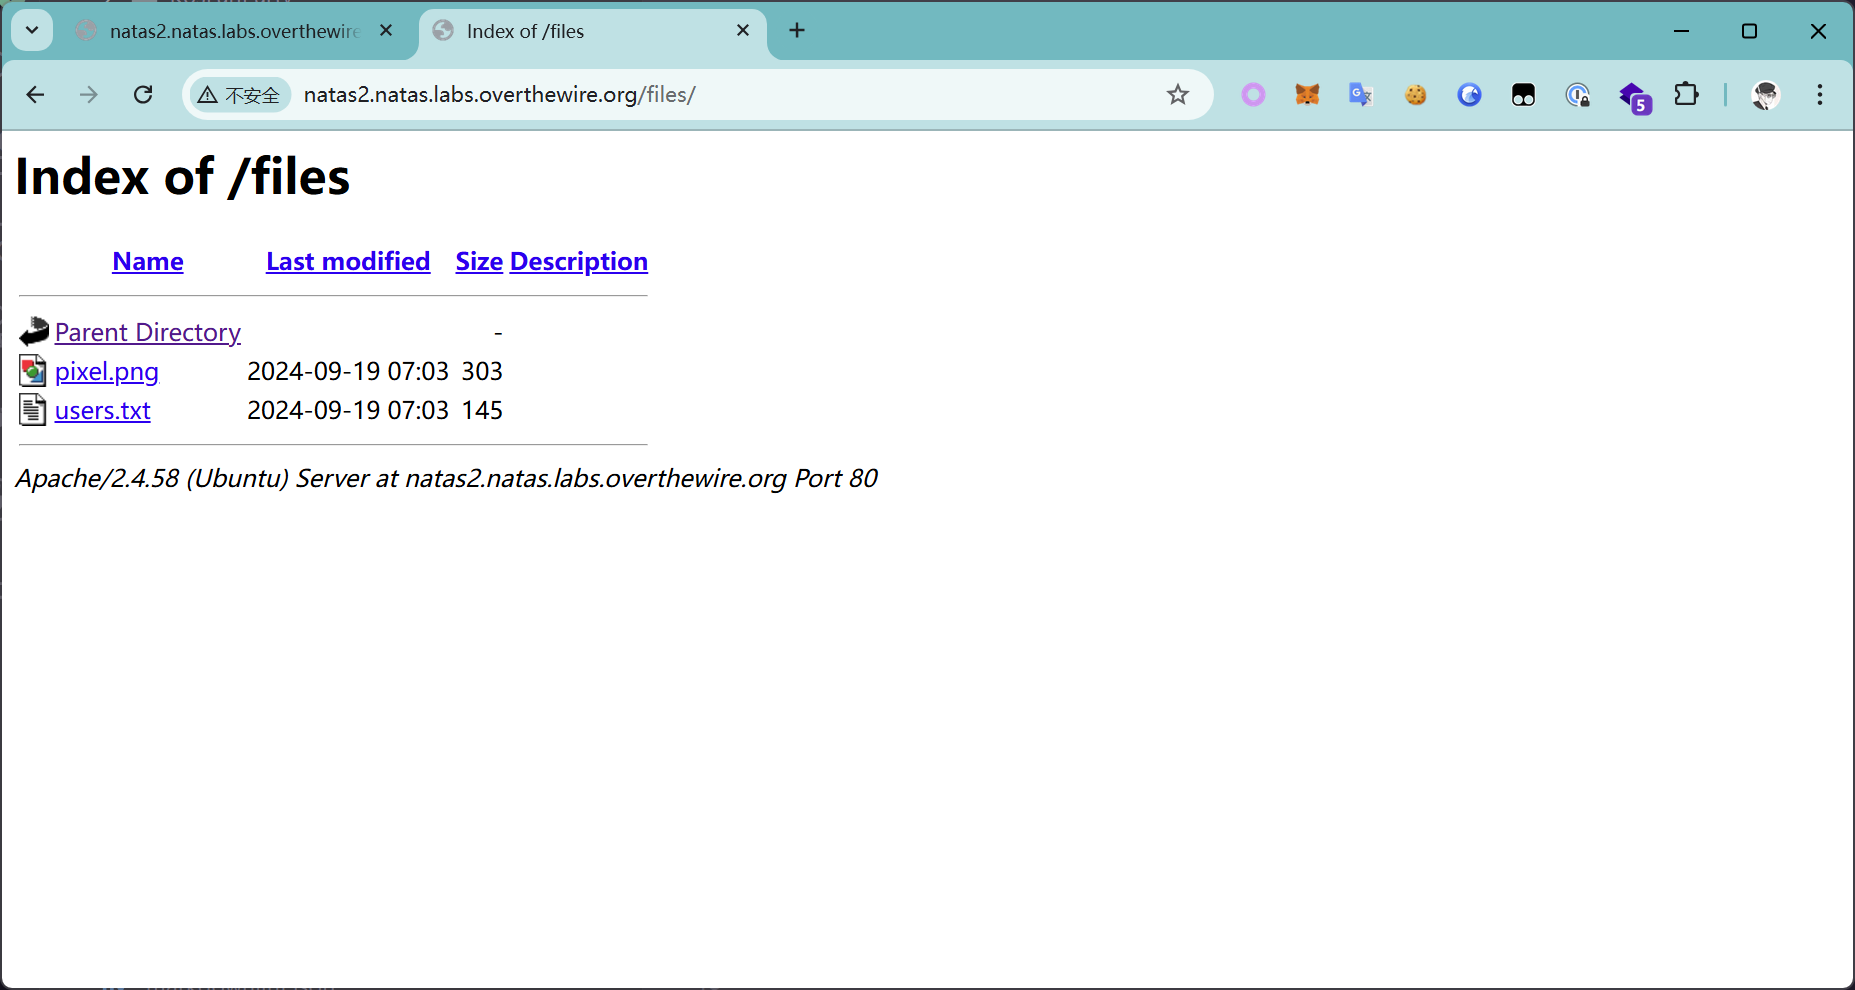 natas2.natas.labs.overthewire
Index of /files
不安全
natas2.natas.labs.overthewire.org/files/
5
Index of /files
Name Last modified Size Description
Parent Directory -
pixel.png 2024-09-19 07:03 303
users.txt 2024-09-19 07:03 145
Apache/2.4.58 (Ubuntu) Server at natas2.natas.labs.overthewire.org Port 80